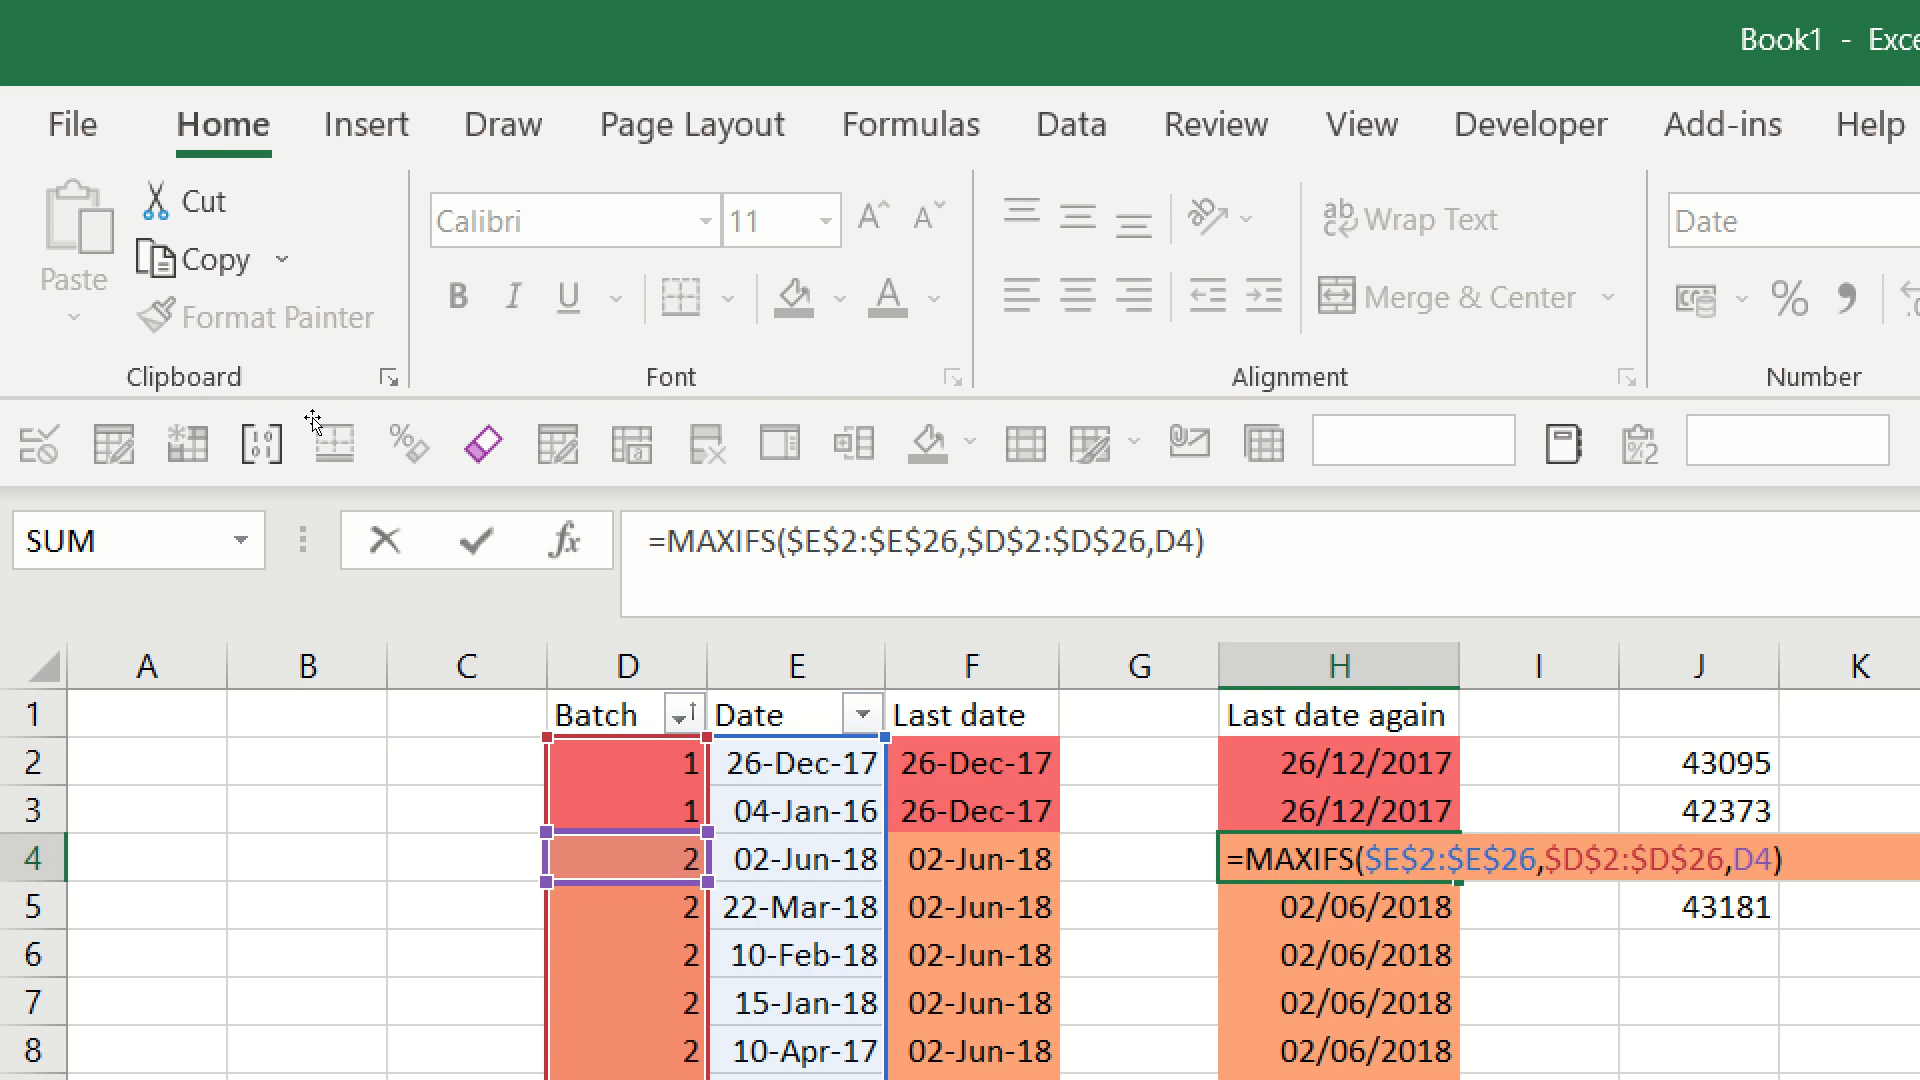 Book1 - Exce
File Home Insert Draw Page Layout Formulas Data Review View Developer Add-ins Help
Cut
Copy
Paste
Format Painter
Calibri 11
B I U A
Wrap Text
Merge & Center
Date
%
Clipboard Font Alignment Number
SUM fx =MAXIFS($E$2:$E$26,$D$2:$D$26,D4)
A B C D E F G H I J K
1 Batch Date Last date Last date again
2 1 26-Dec-17 26-Dec-17 26/12/2017 43095
3 1 04-Jan-16 26-Dec-17 26/12/2017 42373
4 2 02-Jun-18 02-Jun-18 =MAXIFS($E$2:$E$26,$D$2:$D$26,D4)
5 2 22-Mar-18 02-Jun-18 02/06/2018 43181
6 2 10-Feb-18 02-Jun-18 02/06/2018
7 2 15-Jan-18 02-Jun-18 02/06/2018
8 2 10-Apr-17 02-Jun-18 02/06/2018